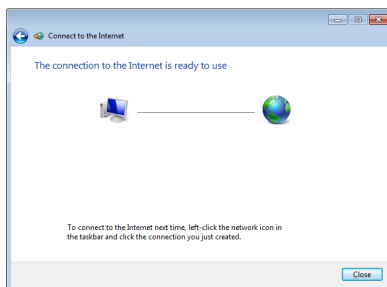 Connect to the Internet
The connection to the Internet is ready to use
To connect to the Internet next time, left-click the network icon in
the taskbar and click the connection you just created.
Close